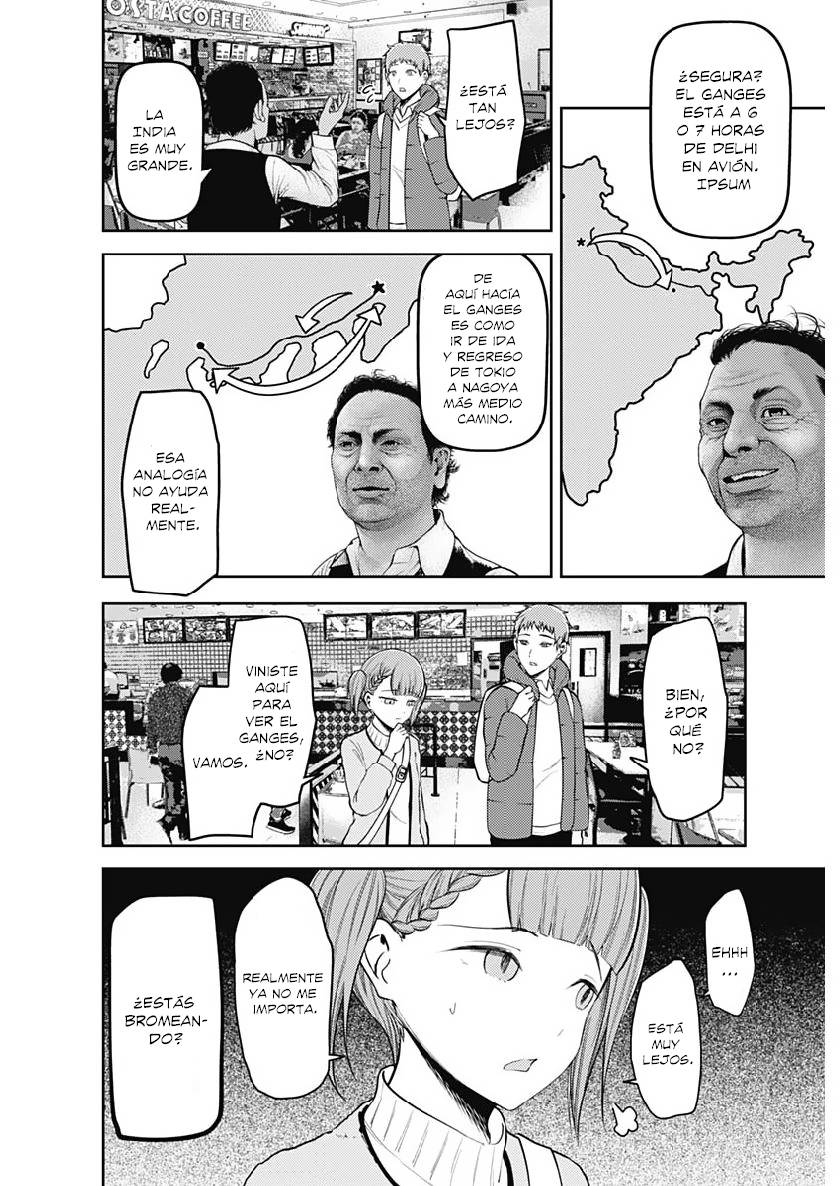 ¿SEGURA?
EL GANGES
ESTÁ A 6
O 7 HORAS
DE DELHI
EN AVIÓN.
IPSUM
OSTACOFFEE
¿ESTÁ
TAN
LEJOS?
LA
INDIA
ES MUY
GRANDE.
DE
AQUÍ HACÍA
EL GANGES
ES COMO
IR DE IDA
Y REGRESO
DE TOKIO
A NAGOYA
MÁS MEDIO
CAMINO.
ESA
ANALOGÍA
NO AYUDA
REAL-
MENTE.
BIEN,
¿POR
QUÉ
NO?
VINISTE
AQUÍ
PARA
VER EL
GANGES,
¿NO?
VAMOS.
EHHH
...
ESTÁ
MUY
LEJOS.
REALMENTE
YA NO ME
IMPORTA.
¿ESTÁS
BROMEAN-
DO?